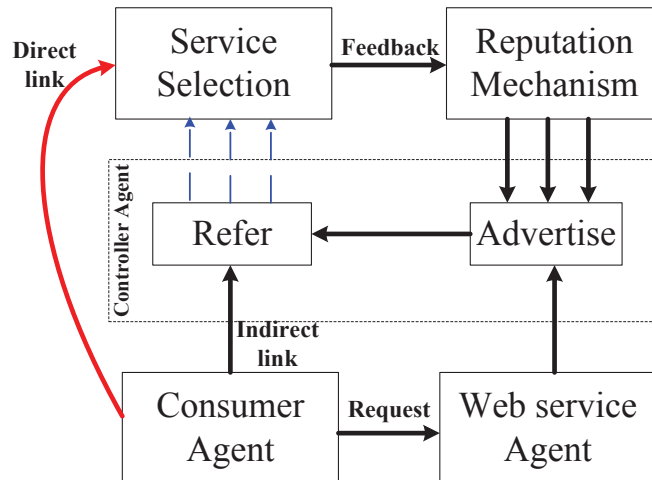 Direct
link
Service
Selection
Feedback
Reputation
Mechanism
Controller Agent
Refer
Advertise
Indirect
link
Consumer
Agent
Request
Web service
Agent